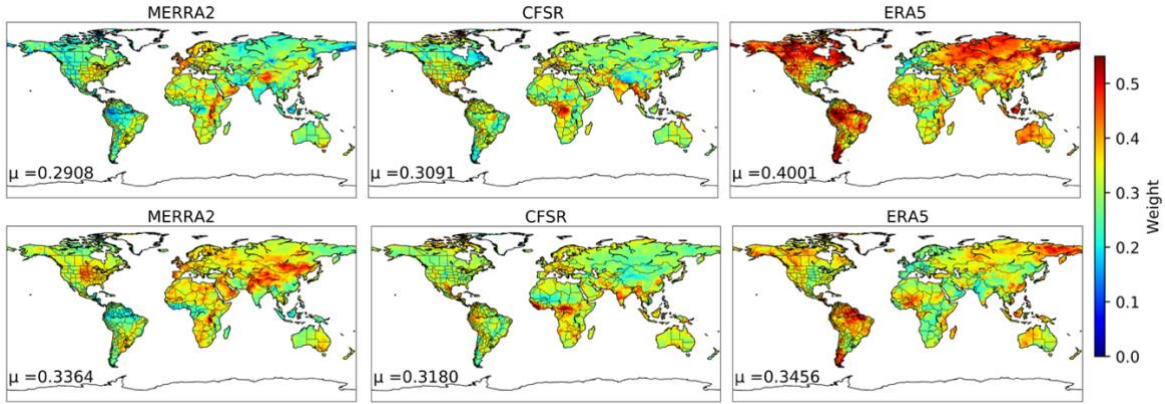 MERRA2
CFSR
ERA5
μ =0.2908
μ =0.3091
μ =0.4001
MERRA2
CFSR
ERA5
μ =0.3364
μ =0.3180
μ =0.3456
0.5
0.4
0.3
0.2
0.1
0.0
Weight